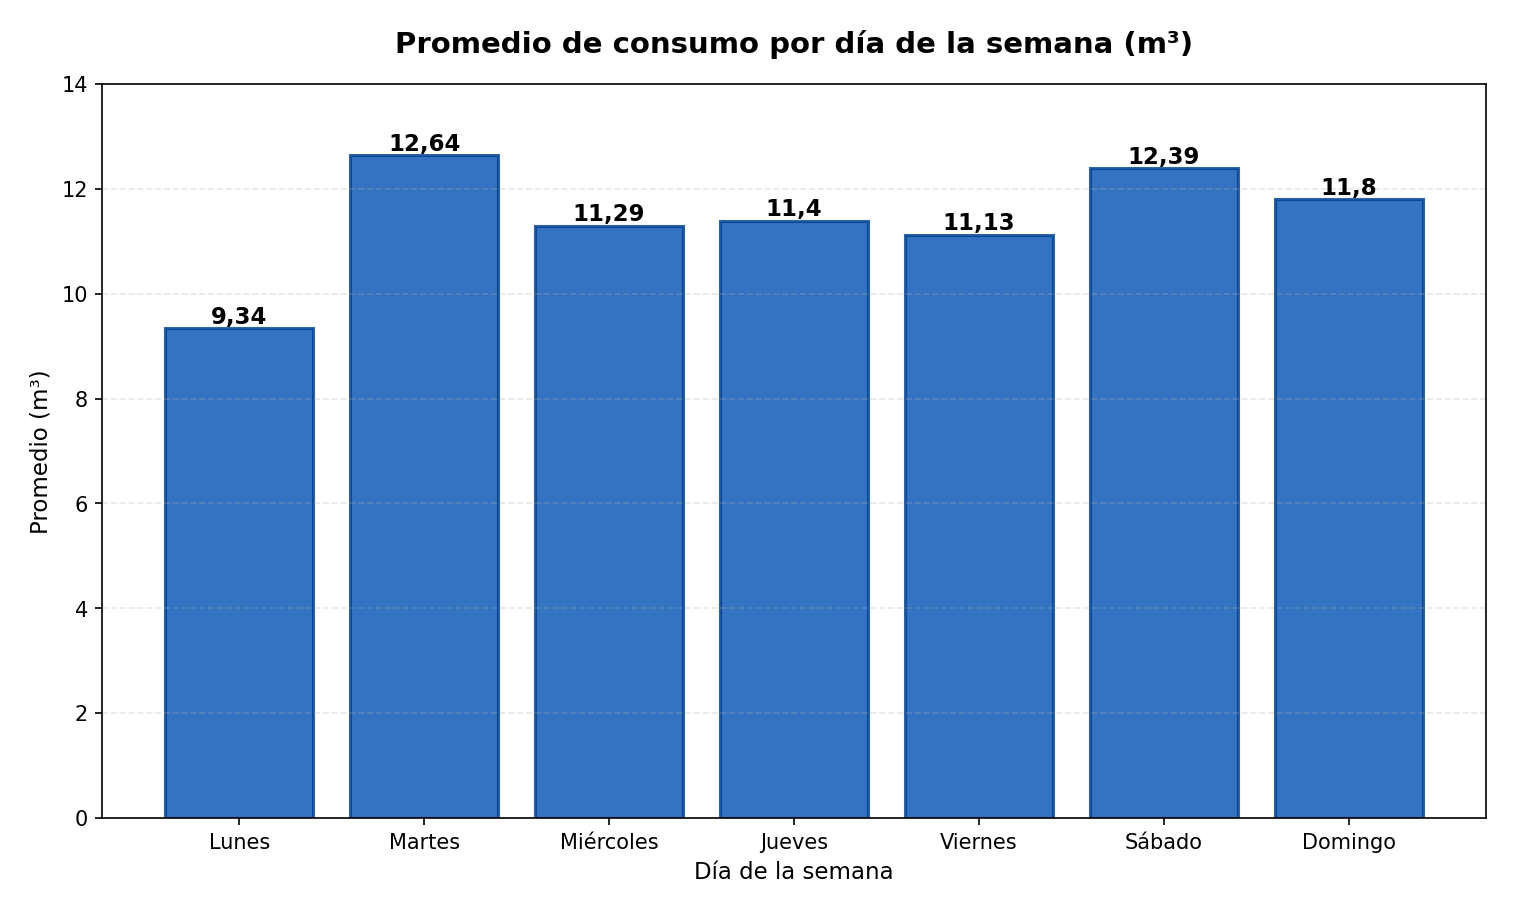 Promedio de consumo por día de la semana (m³)
Promedio (m³)
14
12
10
8
6
4
2
0
9,34
12,64
11,29
11,4
11,13
12,39
11,8
Lunes
Martes
Miércoles
Jueves
Viernes
Sábado
Domingo
Día de la semana